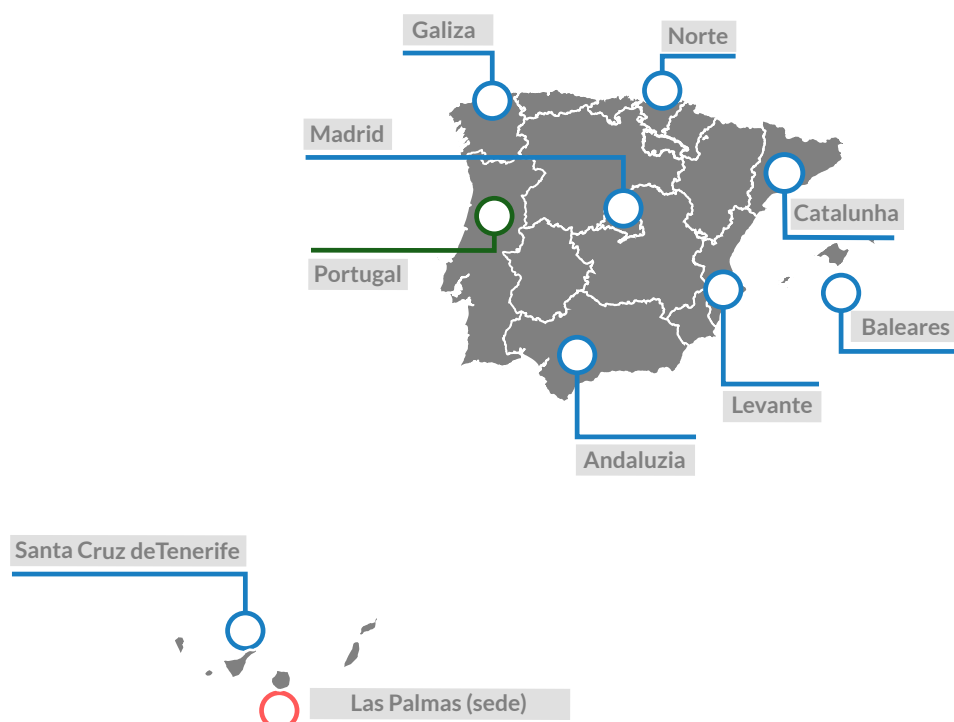 Galiza
Norte
Madrid
Catalunha
Portugal
Baleares
Levante
Andaluzia
Santa Cruz deTenerife
Las Palmas (sede)